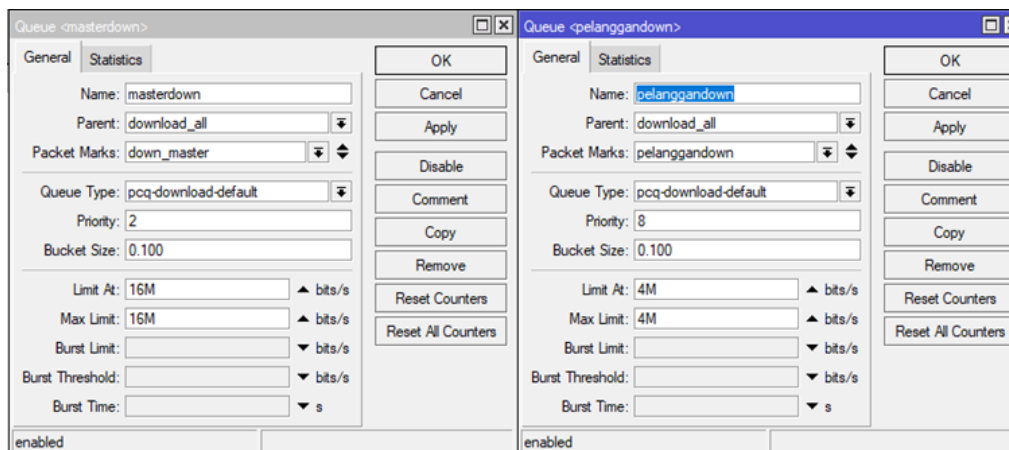 Queue <masterdown>
General Statistics
Name: masterdown
Parent: download_all
Packet Marks: down_master
Queue Type: pcq-download-default
Priority: 2
Bucket Size: 0.100
Limit At: 16M bits/s
Max Limit: 16M bits/s
Burst Limit: bits/s
Burst Threshold: bits/s
Burst Time: s
enabled
OK
Cancel
Apply
Disable
Comment
Copy
Remove
Reset Counters
Reset All Counters
Queue <pelanggandown>
General Statistics
Name: pelanggandown
Parent: download_all
Packet Marks: pelanggandown
Queue Type: pcq-download-default
Priority: 8
Bucket Size: 0.100
Limit At: 4M bits/s
Max Limit: 4M bits/s
Burst Limit: bits/s
Burst Threshold: bits/s
Burst Time: s
enabled
OK
Cancel
Apply
Disable
Comment
Copy
Remove
Reset Counters
Reset All Counters